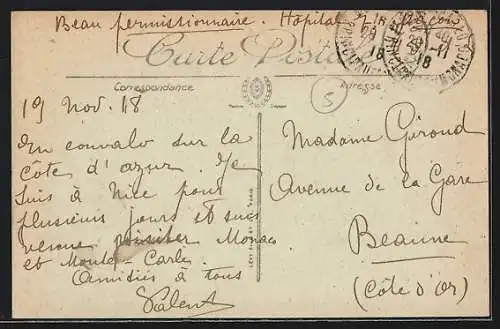 Beau permissionnaire. Hôpital
Carte Postale
Correspondance
Adresse
5
19 Nov. 18
En convalo sur la
côte d'azur. Je
suis à Nice pour
plusieurs jours et suis
venue visiter Monaco
et Monte-Carlo
Amitiés à tous
Madame Giroud
Avenue de la Gare
Beaune
(Côte d'Or)